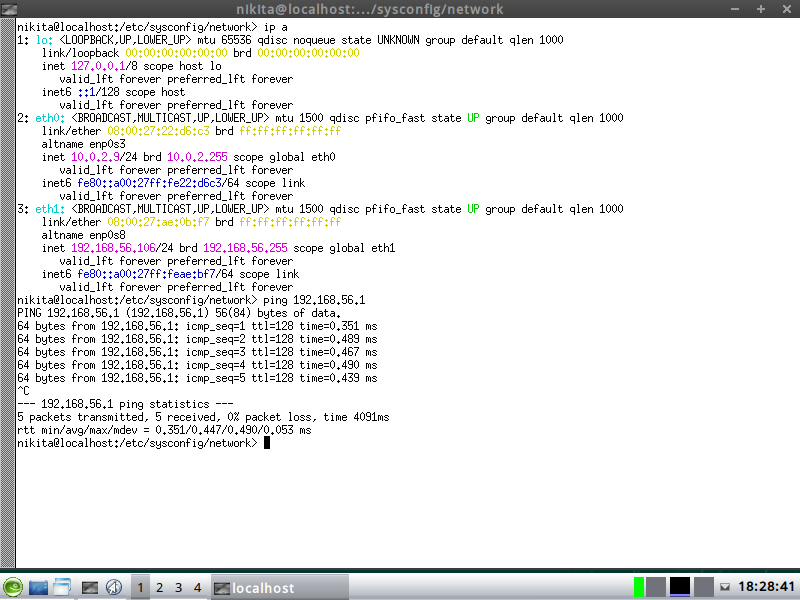 nikita@localhost:.../sysconfig/network
nikita@localhost:/etc/sysconfig/network> ip a
1: lo: <LOOPBACK,UP,LOWER_UP> mtu 65536 qdisc noqueue state UNKNOWN group default qlen 1000
link/loopback 00:00:00:00:00:00 brd 00:00:00:00:00:00
inet 127.0.0.1/8 scope host lo
valid_lft forever preferred_lft forever
inet6 ::1/128 scope host
valid_lft forever preferred_lft forever
2: eth0: <BROADCAST,MULTICAST,UP,LOWER_UP> mtu 1500 qdisc pfifo_fast state UP group default qlen 1000
link/ether 08:00:27:22:d6:c3 brd ff:ff:ff:ff:ff:ff
altname enp0s3
inet 10.0.2.9/24 brd 10.0.2.255 scope global eth0
valid_lft forever preferred_lft forever
inet6 fe80::a00:27ff:fe22:d6c3/64 scope link
valid_lft forever preferred_lft forever
3: eth1: <BROADCAST,MULTICAST,UP,LOWER_UP> mtu 1500 qdisc pfifo_fast state UP group default qlen 1000
link/ether 08:00:27:ae:0b:f7 brd ff:ff:ff:ff:ff:ff
altname enp0s8
inet 192.168.56.106/24 brd 192.168.56.255 scope global eth1
valid_lft forever preferred_lft forever
inet6 fe80::a00:27ff:feae:bf7/64 scope link
valid_lft forever preferred_lft forever
nikita@localhost:/etc/sysconfig/network> ping 192.168.56.1
PING 192.168.56.1 (192.168.56.1) 56(84) bytes of data.
64 bytes from 192.168.56.1: icmp_seq=1 ttl=128 time=0.351 ms
64 bytes from 192.168.56.1: icmp_seq=2 ttl=128 time=0.489 ms
64 bytes from 192.168.56.1: icmp_seq=3 ttl=128 time=0.467 ms
64 bytes from 192.168.56.1: icmp_seq=4 ttl=128 time=0.490 ms
64 bytes from 192.168.56.1: icmp_seq=5 ttl=128 time=0.439 ms
^C
--- 192.168.56.1 ping statistics ---
5 packets transmitted, 5 received, 0% packet loss, time 4091ms
rtt min/avg/max/mdev = 0.351/0.447/0.490/0.053 ms
nikita@localhost:/etc/sysconfig/network>
1 2 3 4 localhost 18:28:41